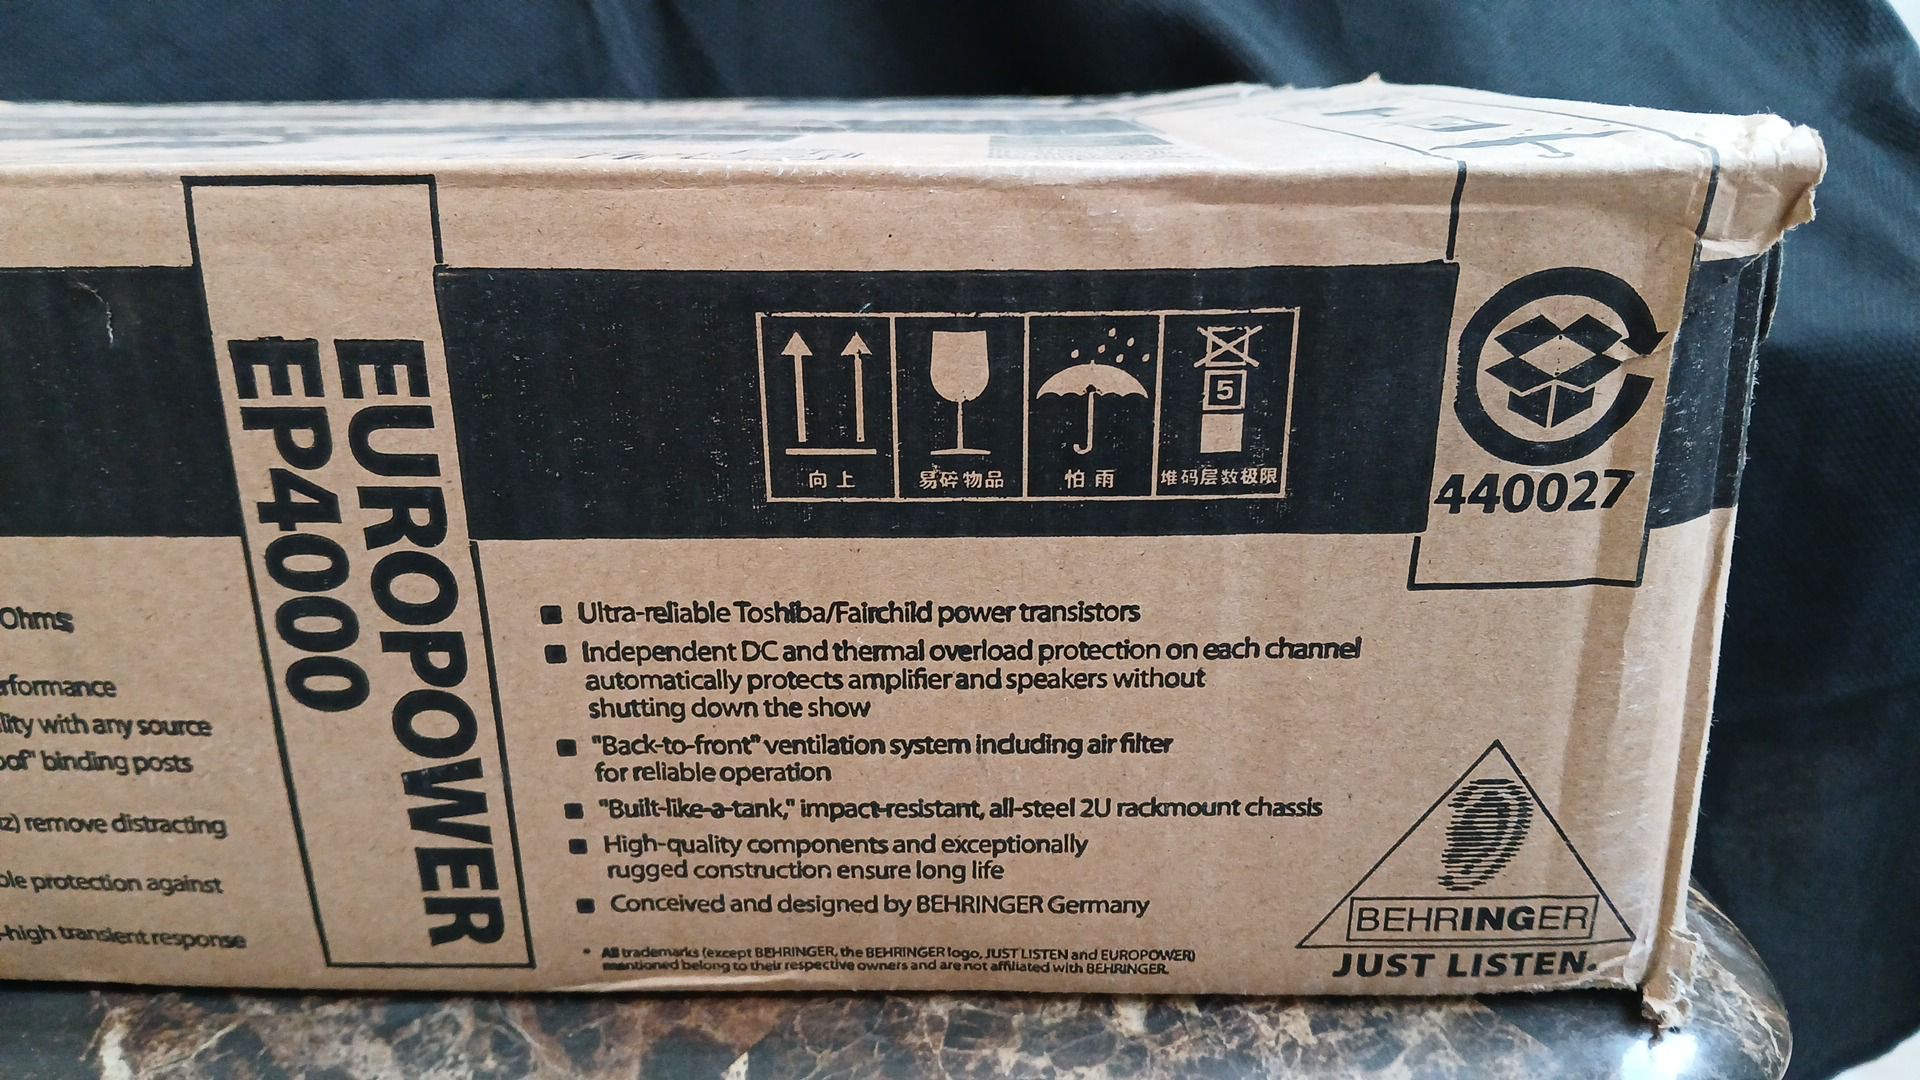 Ohms
rformance
lity with any source
oof" binding posts
z) remove distracting
ble protection against
-high transient response
EUROPOWER
EP4000
5
向上
易碎物品
怕雨
堆码层数极限
440027
■ Ultra-reliable Toshiba/Fairchild power transistors
■ Independent DC and thermal overload protection on each channel
automatically protects amplifier and speakers without
shutting down the show
■ "Back-to-front" ventilation system including air filter
for reliable operation
■ "Built-like-a-tank," impact-resistant, all-steel 2U rackmount chassis
■ High-quality components and exceptionally
rugged construction ensure long life
■ Conceived and designed by BEHRINGER Germany
* All trademarks (except BEHRINGER, the BEHRINGER logo, JUST LISTEN and EUROPOWER)
mentioned belong to their respective owners and are not affiliated with BEHRINGER.
BEHRINGER
JUST LISTEN.